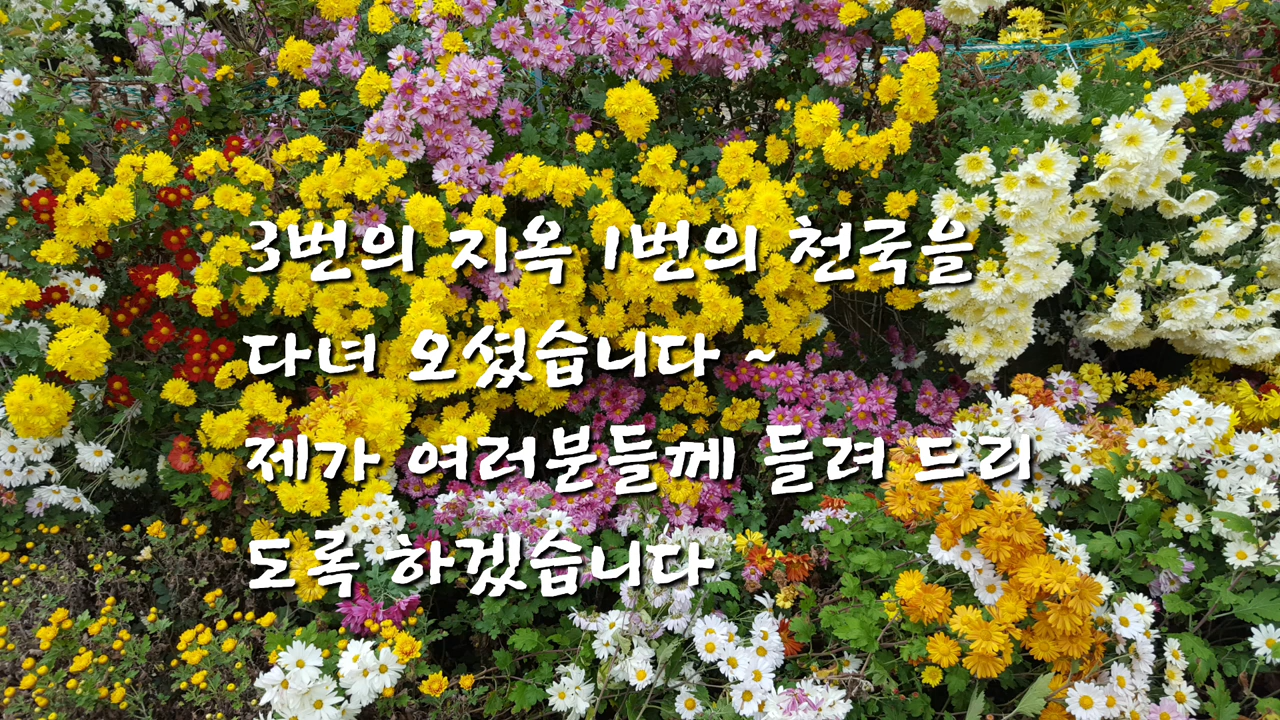 3번의 지옥 1번의 천국을
다녀 오셨습니다 ~
제가 여러분들께 들려 드리
도록 하겠습니다